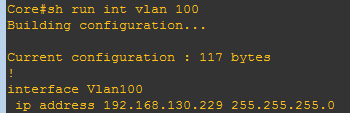 Core#sh run int vlan 100
Building configuration...
Current configuration : 117 bytes
!
interface Vlan100
ip address 192.168.130.229 255.255.255.0